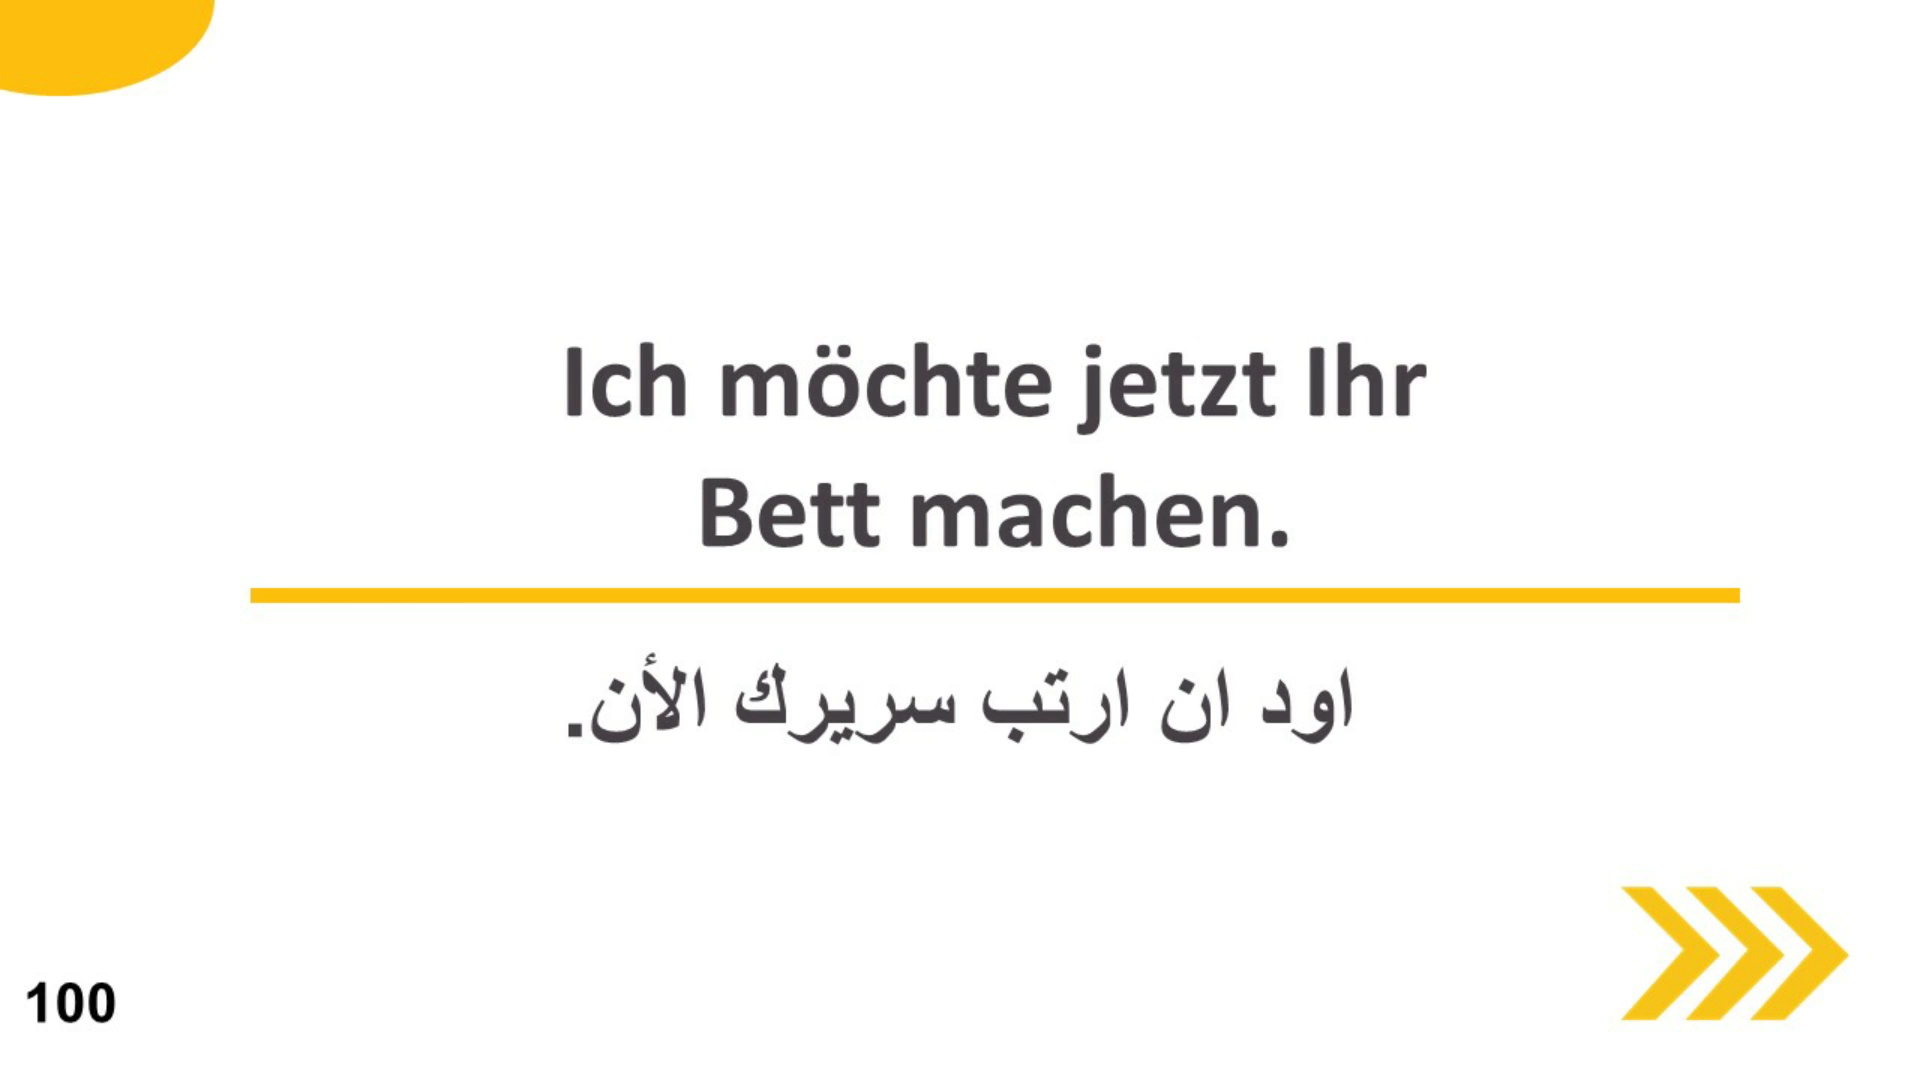 Ich möchte jetzt Ihr
Bett machen.
اود ان ارتب سريرك الأن.
100